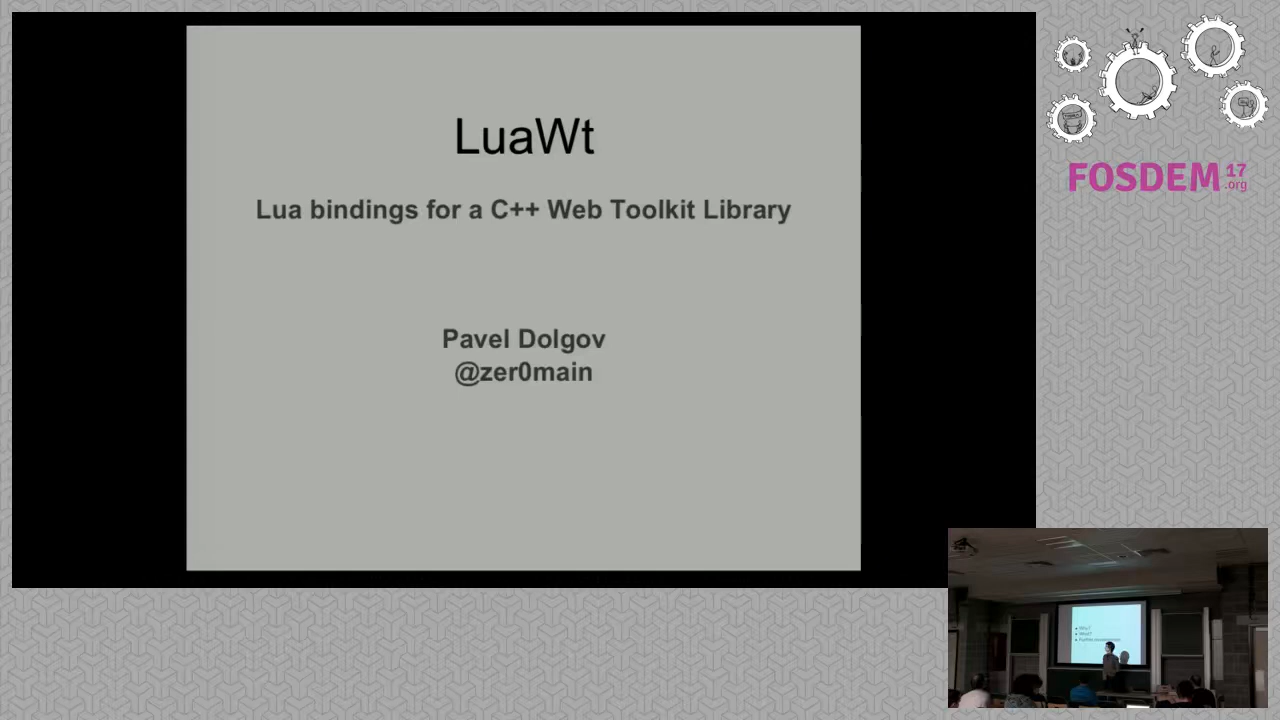 LuaWt
Lua bindings for a C++ Web Toolkit Library
Pavel Dolgov
@zer0main
FOSDEM 17
.org